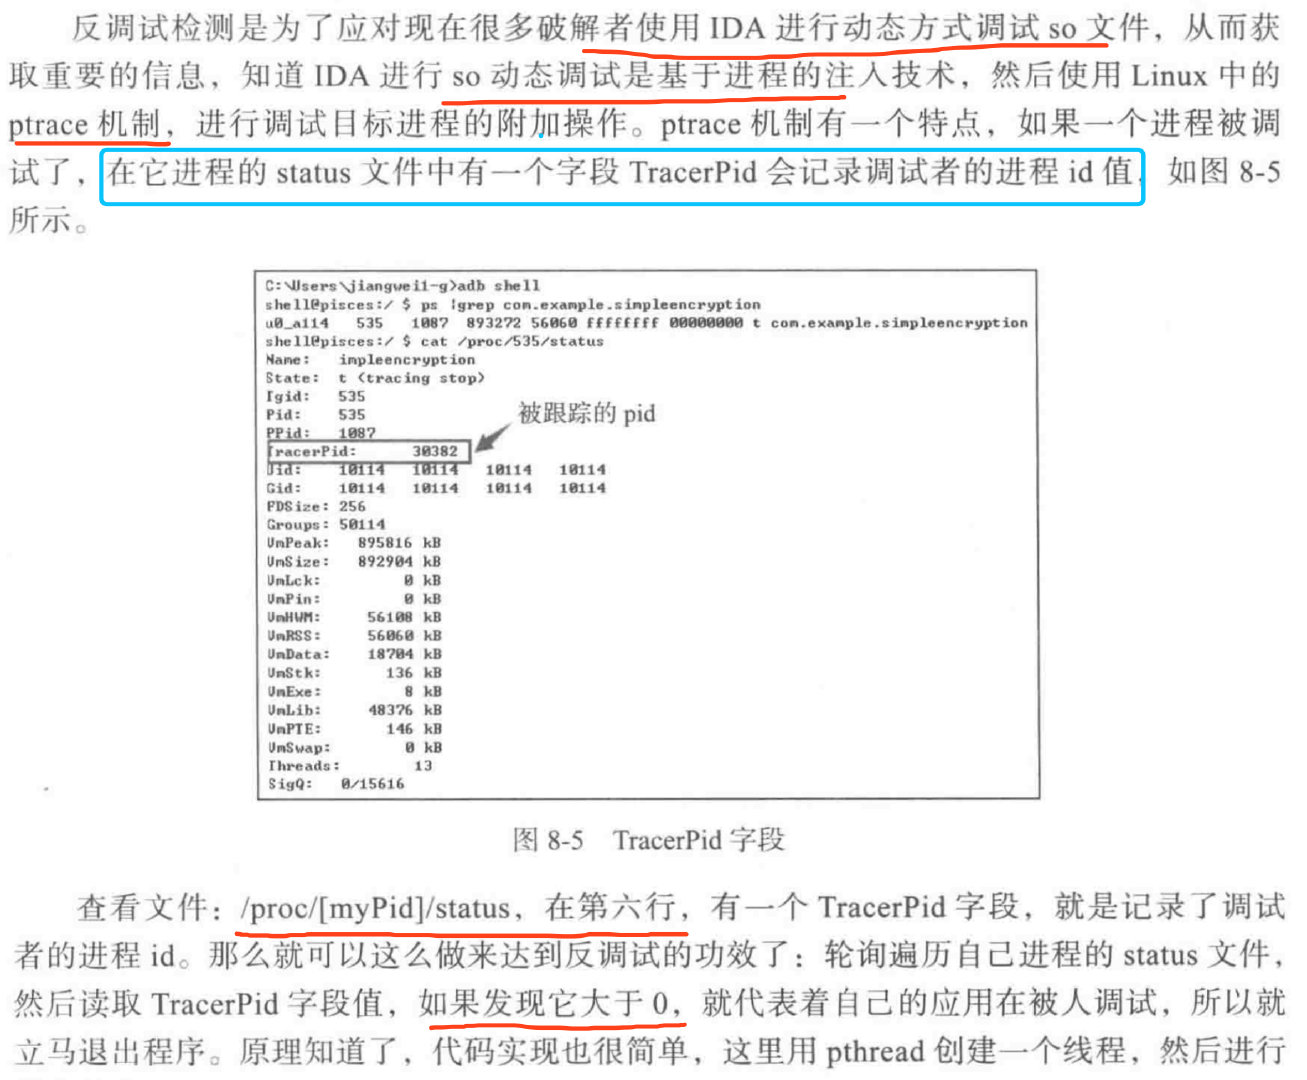 反调试检测是为了应对现在很多破解者使用 IDA 进行动态方式调试 so 文件，从而获
取重要的信息，知道 IDA 进行 so 动态调试是基于进程的注入技术，然后使用 Linux 中的
ptrace 机制，进行调试目标进程的附加操作。ptrace 机制有一个特点，如果一个进程被调
试了，在它进程的 status 文件中有一个字段 TracerPid 会记录调试者的进程 id 值，如图 8-5
所示。
C:\Users\jiangwei1-g>adb shell
shell@pisces:/ $ ps |grep com.example.simpleencryption
u0_a114 535 1087 893272 56060 ffffffff 00000000 t com.example.simpleencryption
shell@pisces:/ $ cat /proc/535/status
Name: impleencryption
State: t (tracing stop)
Tgid: 535
Pid: 535
被跟踪的 pid
PPid: 1087
TracerPid: 30382
Uid: 10114 10114 10114 10114
Gid: 10114 10114 10114 10114
FDSize: 256
Groups: 50114
VmPeak: 895816 kB
VmSize: 892904 kB
VmLck: 0 kB
VmPin: 0 kB
VmHWM: 56108 kB
VmRSS: 56060 kB
VmData: 18704 kB
VmStk: 136 kB
VmExe: 8 kB
VmLib: 48376 kB
VmPTE: 146 kB
VmSwap: 0 kB
Threads: 13
SigQ: 0/15616
图 8-5 TracerPid 字段
查看文件：/proc/[myPid]/status，在第六行，有一个 TracerPid 字段，就是记录了调试
者的进程 id。那么就可以这么做来达到反调试的功效了：轮询遍历自己进程的 status 文件，
然后读取 TracerPid 字段值，如果发现它大于 0，就代表着自己的应用在被人调试，所以就
立马退出程序。原理知道了，代码实现也很简单，这里用 pthread 创建一个线程，然后进行